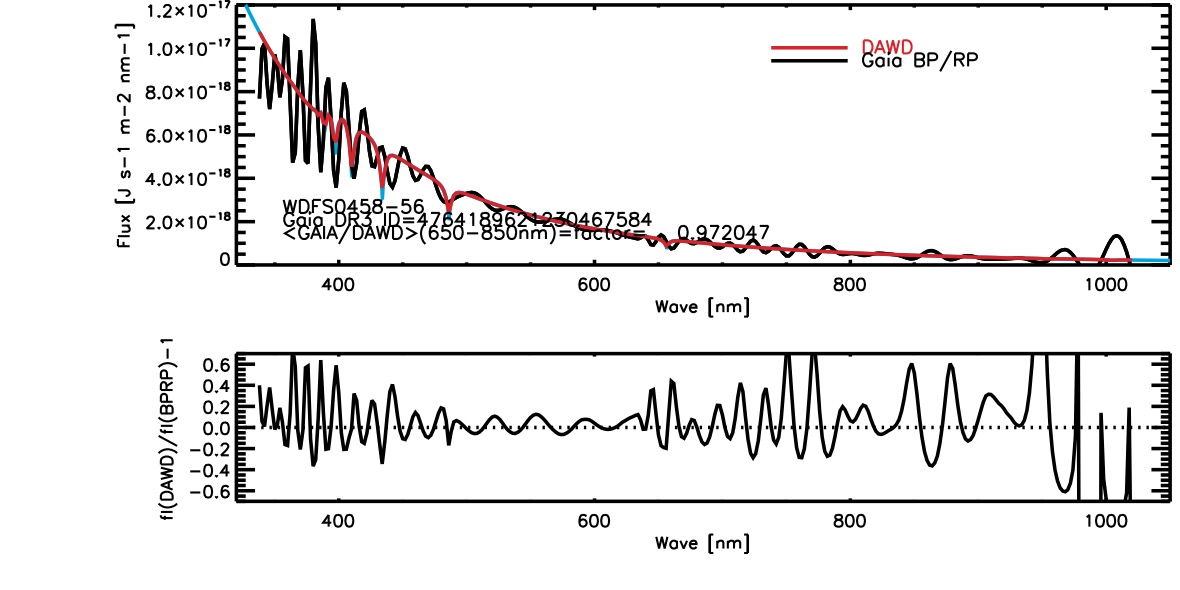 1.2×10⁻¹⁷
1.0×10⁻¹⁷
8.0×10⁻¹⁸
6.0×10⁻¹⁸
4.0×10⁻¹⁸
2.0×10⁻¹⁸
0
Flux [J s−1 m−2 nm−1]
DAWD
Gaia BP/RP
WDFS0458−56
Gaia DR3 ID=4764189621230467584
<GAIA/DAWD>(650−850nm)=factor= 0.972047
400 600 800 1000
Wave [nm]
fl(DAWD)/fl(BPRP)−1
0.6
0.4
0.2
0.0
−0.2
−0.4
−0.6
400 600 800 1000
Wave [nm]